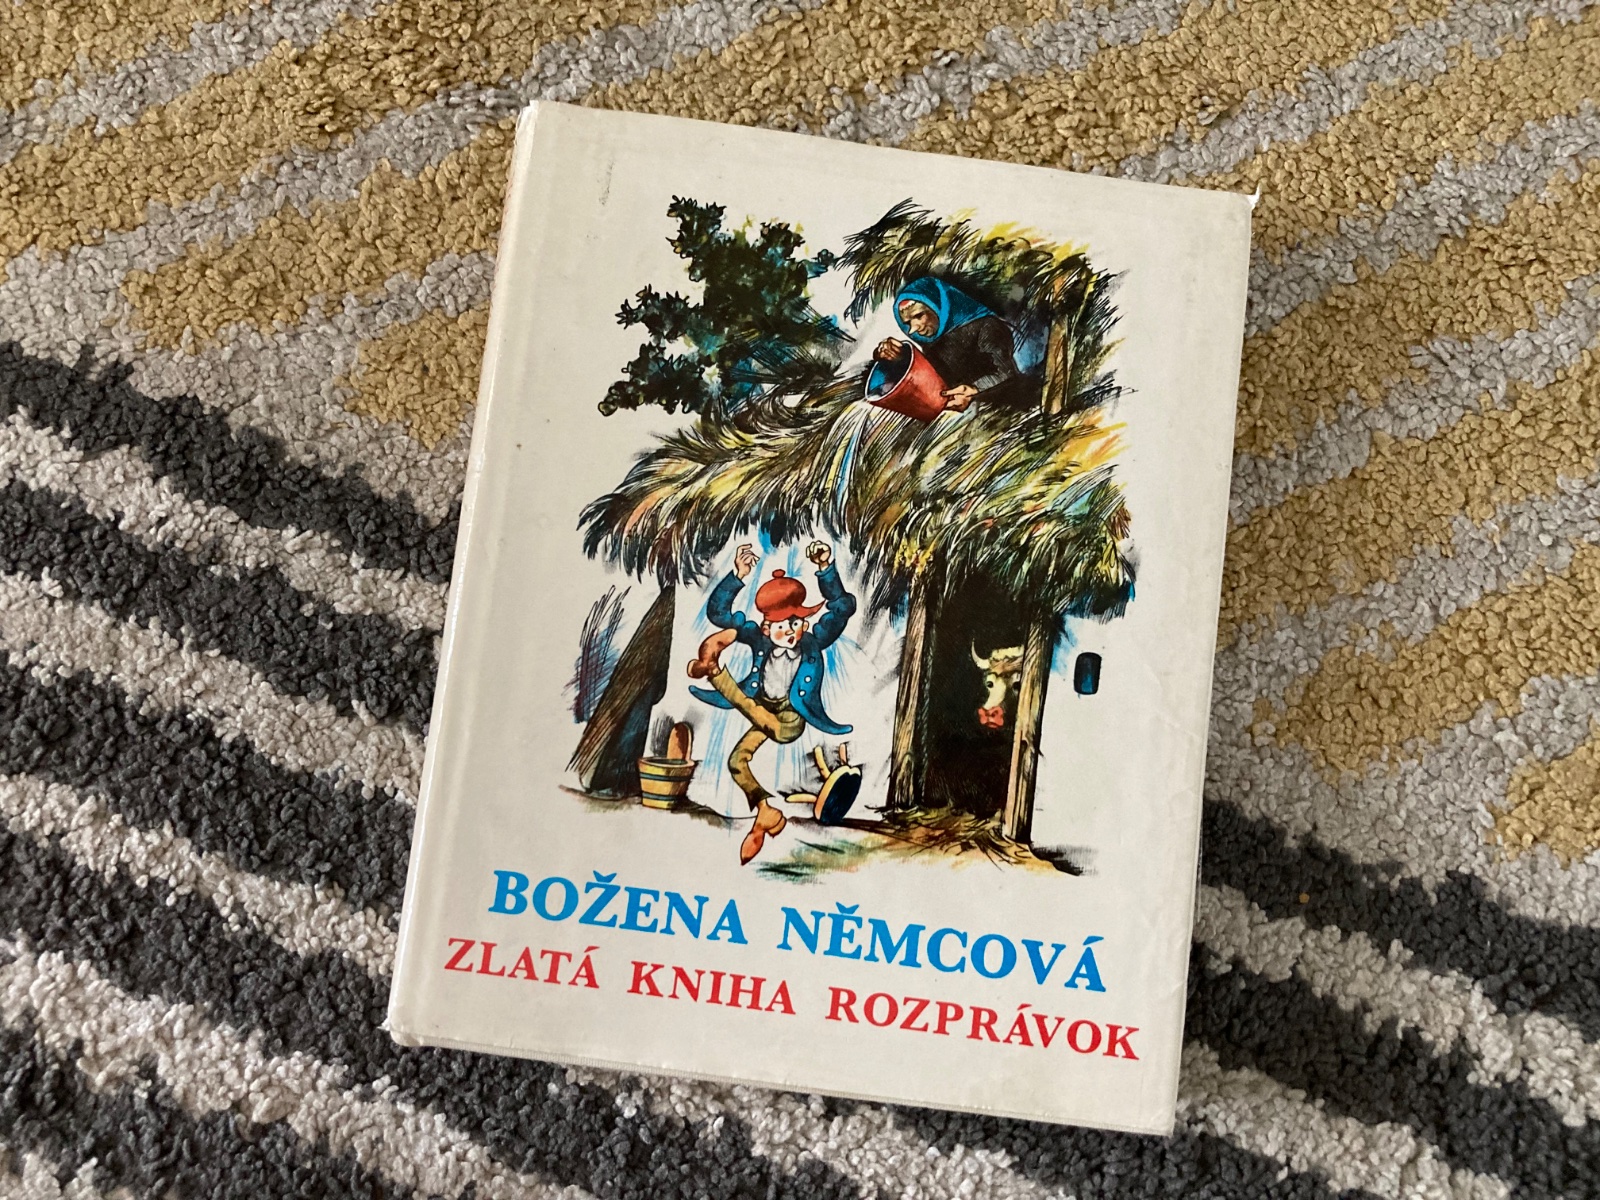 BOŽENA NĚMCOVÁ
ZLATÁ KNIHA ROZPRÁVOK